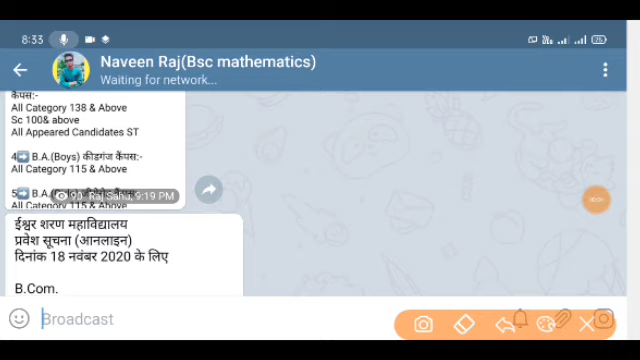 8:33
Naveen Raj(Bsc mathematics)
Waiting for network...
कैंपस:-
All Category 138 & Above
Sc 100& above
All Appeared Candidates ST
4➡ B.A.(Boys) कीडगंज कैंपस:-
All Category 115 & Above
5➡ B.A.
Raj Sahu, 9:19 PM
All Category 115 & Above
ईश्वर शरण महाविद्यालय
प्रवेश सूचना (आनलाइन)
दिनांक 18 नवंबर 2020 के लिए
B.Com.
Broadcast